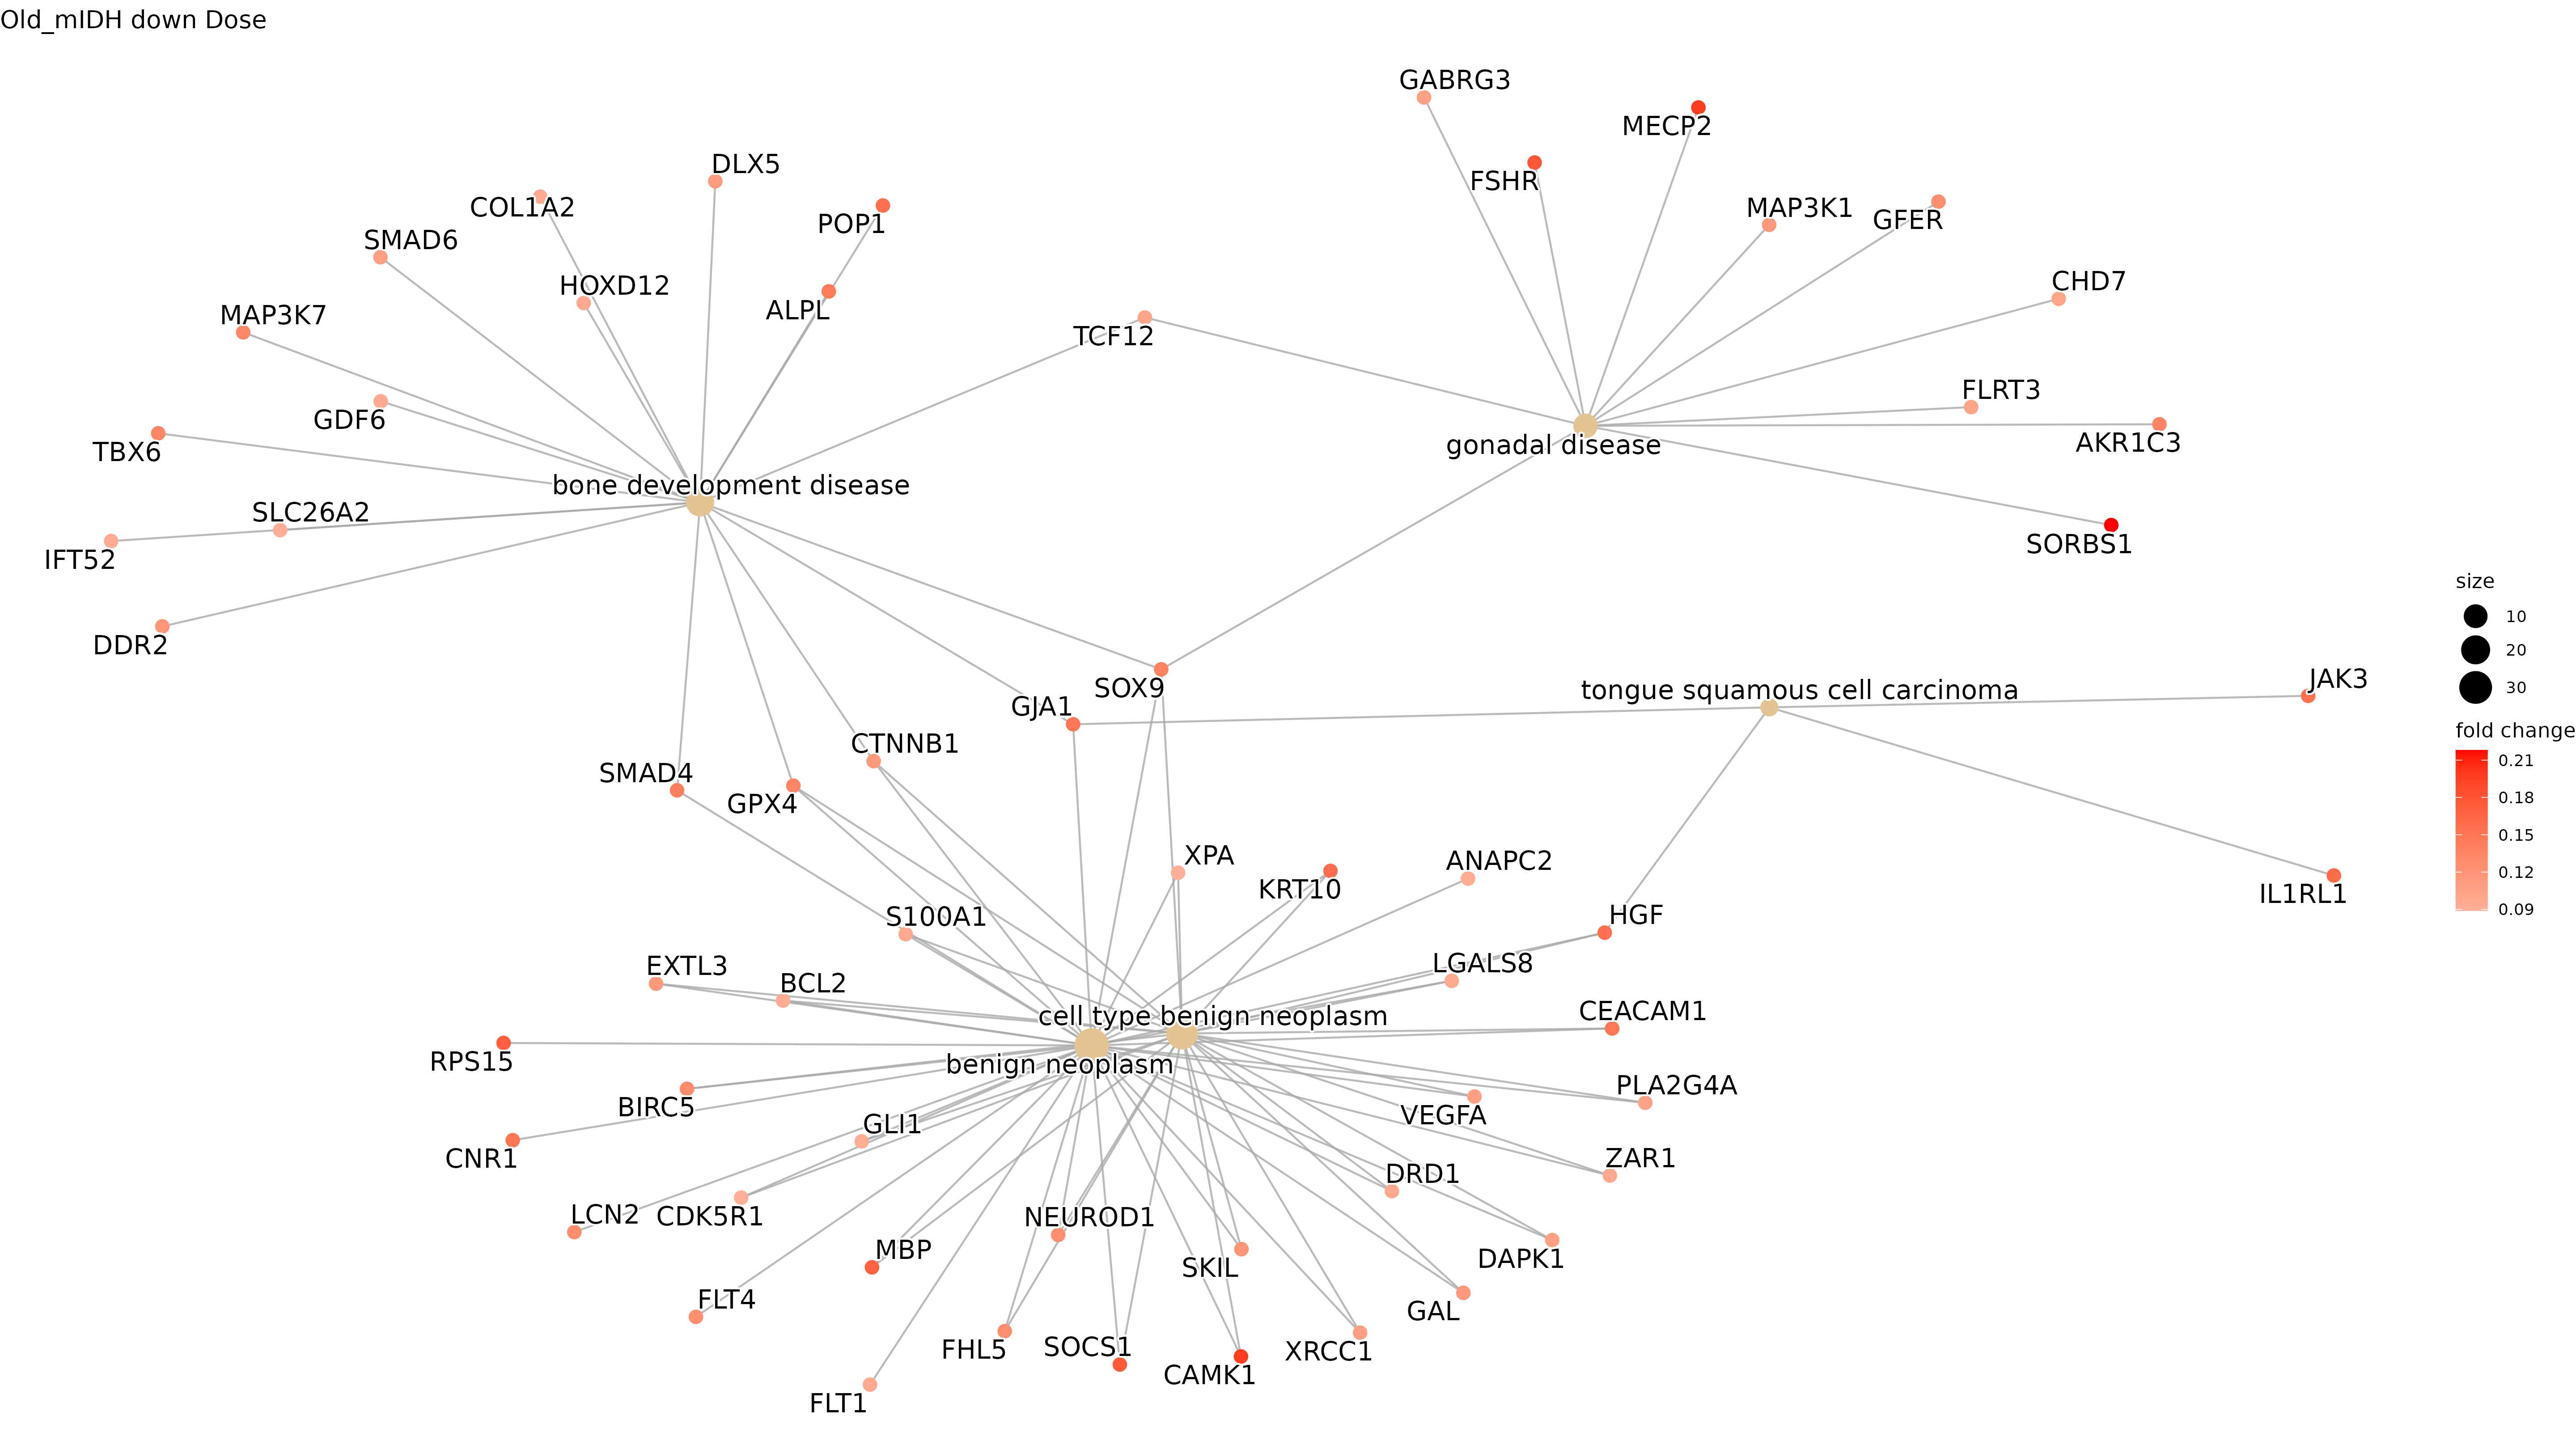 Old_mIDH down Dose
GABRG3
MECP2
DLX5
FSHR
COL1A2
MAP3K1
GFER
POP1
SMAD6
CHD7
HOXD12
ALPL
MAP3K7
TCF12
FLRT3
GDF6
AKR1C3
gonadal disease
TBX6
bone development disease
SLC26A2
SORBS1
IFT52
size
10
DDR2
20
JAK3
SOX9
tongue squamous cell carcinoma
30
GJA1
fold change
CTNNB1
0.21
SMAD4
GPX4
0.18
0.15
XPA
ANAPC2
0.12
KRT10
IL1RL1
0.09
S100A1
HGF
EXTL3
LGALS8
BCL2
CEACAM1
cell type benign neoplasm
RPS15
benign neoplasm
PLA2G4A
BIRC5
VEGFA
GLI1
CNR1
ZAR1
DRD1
LCN2
CDK5R1
NEUROD1
MBP
DAPK1
SKIL
FLT4
GAL
FHL5
SOCS1
XRCC1
CAMK1
FLT1